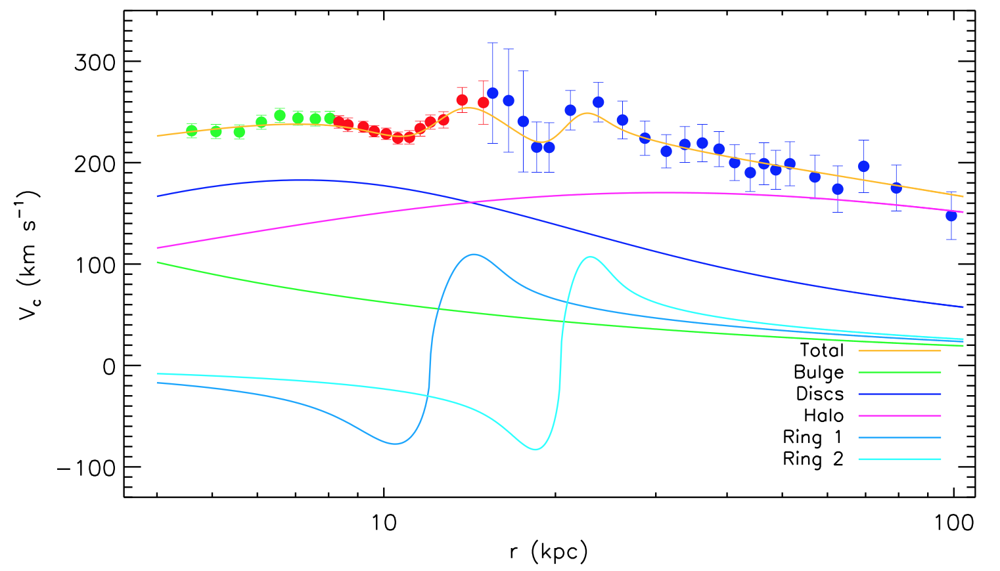 300
200
100
0
−100
V_c (km s⁻¹)
10
100
r (kpc)
Total
Bulge
Discs
Halo
Ring 1
Ring 2